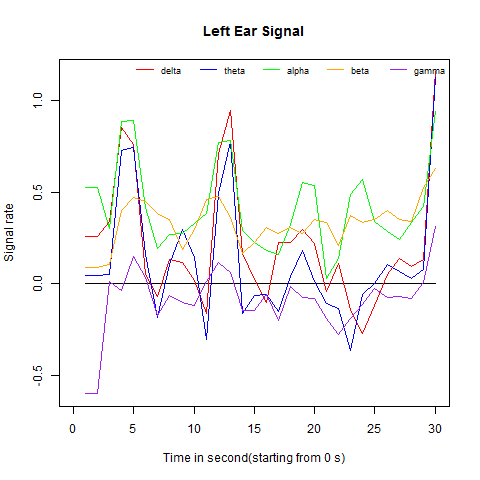 Left Ear Signal
delta theta alpha beta gamma
Signal rate
1.0
0.5
0.0
-0.5
0 5 10 15 20 25 30
Time in second(starting from 0 s)